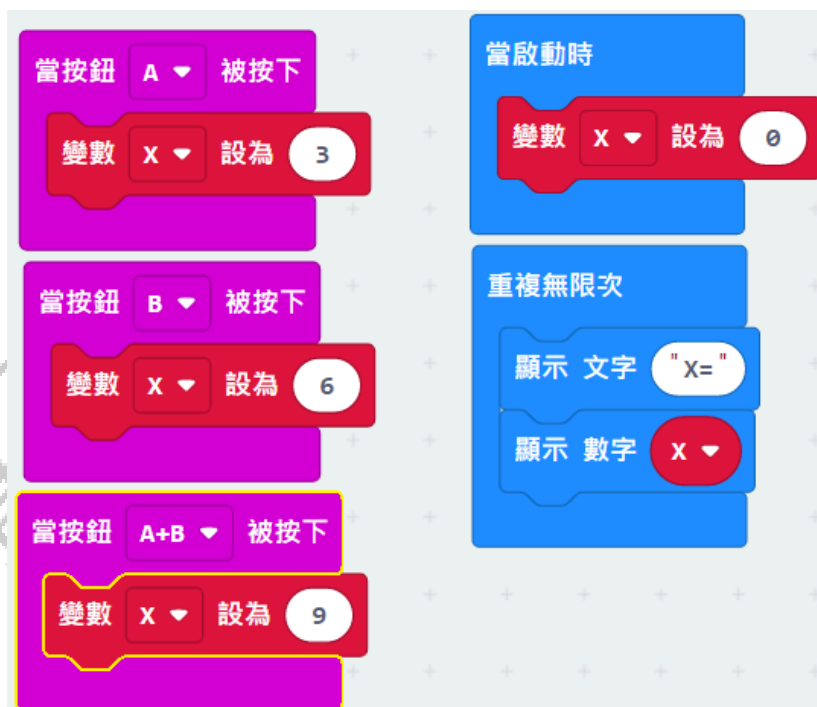 當按鈕 A 被按下
變數 X 設為 3
當按鈕 B 被按下
變數 X 設為 6
當按鈕 A+B 被按下
變數 X 設為 9
當啟動時
變數 X 設為 0
重複無限次
顯示 文字 "X="
顯示 數字 X